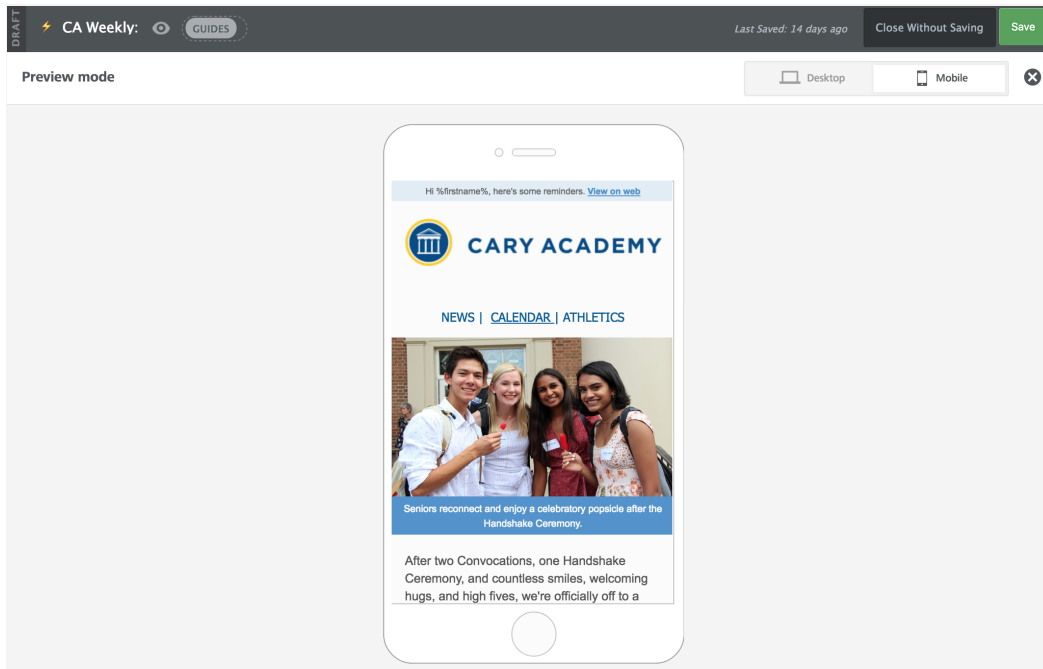 DRAFT
CA Weekly:
GUIDES
Last Saved: 14 days ago
Close Without Saving
Save
Preview mode
Desktop
Mobile
Hi %firstname%, here's some reminders. View on web
CARY ACADEMY
NEWS | CALENDAR | ATHLETICS
Seniors reconnect and enjoy a celebratory popsicle after the
Handshake Ceremony.
After two Convocations, one Handshake
Ceremony, and countless smiles, welcoming
hugs, and high fives, we're officially off to a